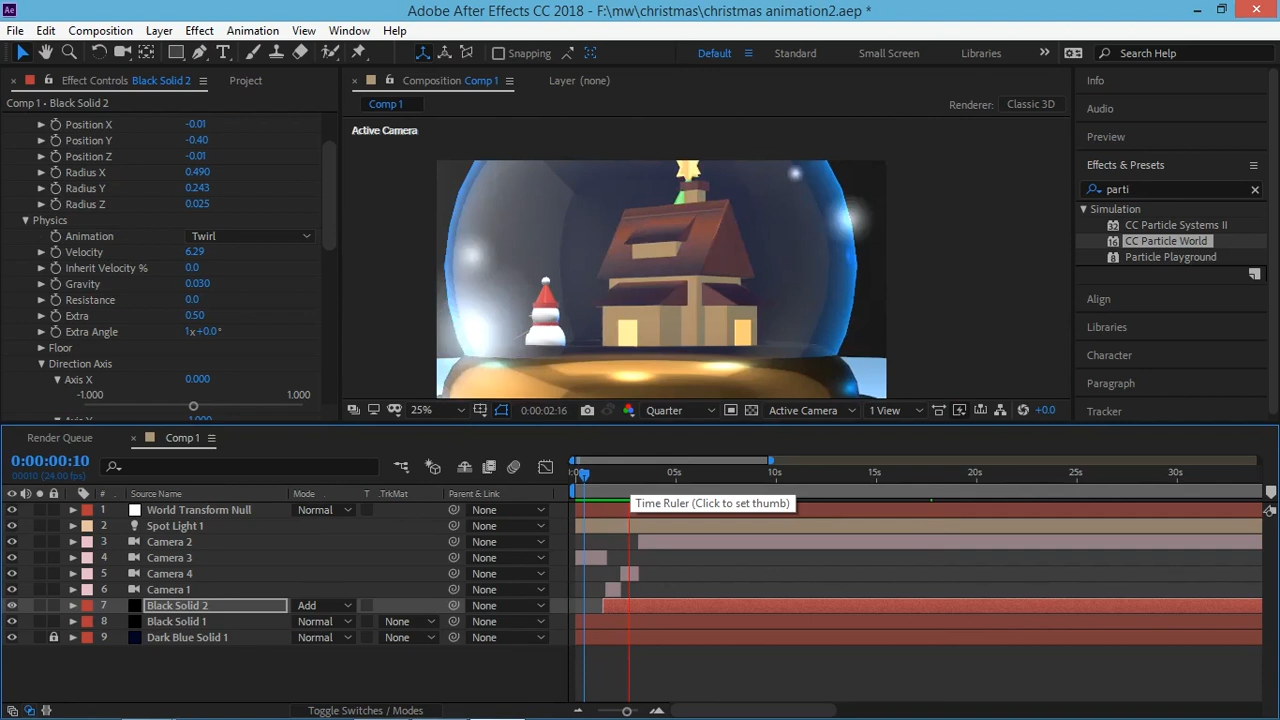 Ae Adobe After Effects CC 2018 - F:\mw\christmas\christmas animation2.aep *
File Edit Composition Layer Effect Animation View Window Help
Snapping Default Standard Small Screen Libraries Search Help
Effect Controls Black Solid 2 Project
Composition Comp 1 Layer (none)
Info
Comp 1 • Black Solid 2
Comp 1 Renderer: Classic 3D
Audio
Position X -0.01
Active Camera
Position Y -0.40
Preview
Position Z -0.01
Effects & Presets
Radius X 0.490
Radius Y 0.243
parti
Radius Z 0.025
Simulation
Physics
CC Particle Systems II
Animation Twirl
CC Particle World
Velocity 6.29
Particle Playground
Inherit Velocity % 0.0
Gravity 0.030
Resistance 0.0
Align
Extra 0.50
Extra Angle 1x+0.0°
Libraries
Floor
Character
Direction Axis
Axis X 0.000
Paragraph
-1.000 1.000
25% 0:00:02:16 Quarter Active Camera 1 View +0.0
Tracker
Render Queue Comp 1
0:00:00:10
00010 (24.00 fps)
05s 10s 15s 20s 25s 30s
# Source Name Mode T .TrkMat Parent & Link
Time Ruler (Click to set thumb)
1 World Transform Null Normal None
2 Spot Light 1 None
3 Camera 2 None
4 Camera 3 None
5 Camera 4 None
6 Camera 1 None
7 Black Solid 2 Add None
8 Black Solid 1 Normal None None
9 Dark Blue Solid 1 Normal None None
Toggle Switches / Modes